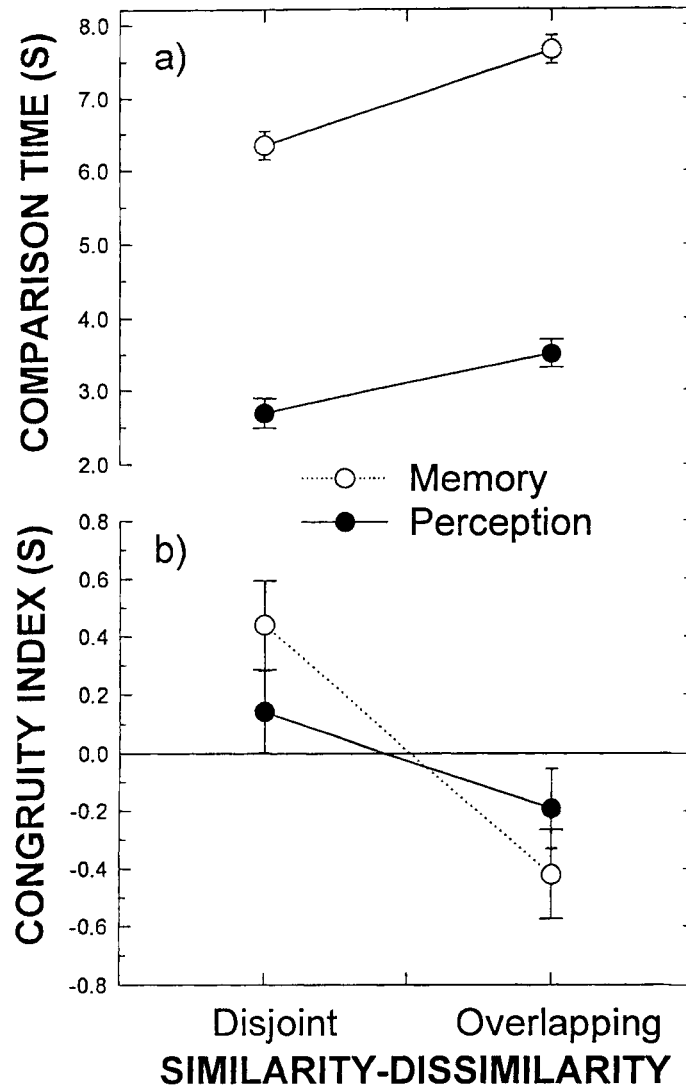 COMPARISON TIME (S)
a)
8.0
7.0
6.0
5.0
4.0
3.0
2.0
Memory
Perception
CONGRUITY INDEX (S)
b)
0.8
0.6
0.4
0.2
0.0
-0.2
-0.4
-0.6
-0.8
Disjoint Overlapping
SIMILARITY-DISSIMILARITY